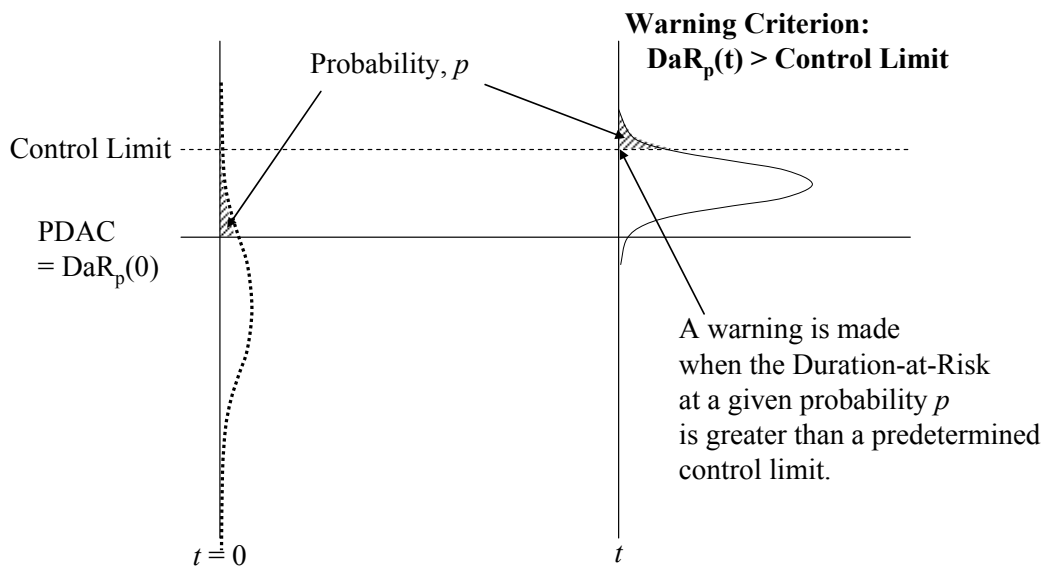 Warning Criterion:
DaRp(t) > Control Limit
Probability, p
Control Limit
PDAC
= DaRp(0)
A warning is made
when the Duration-at-Risk
at a given probability p
is greater than a predetermined
control limit.
t = 0
t